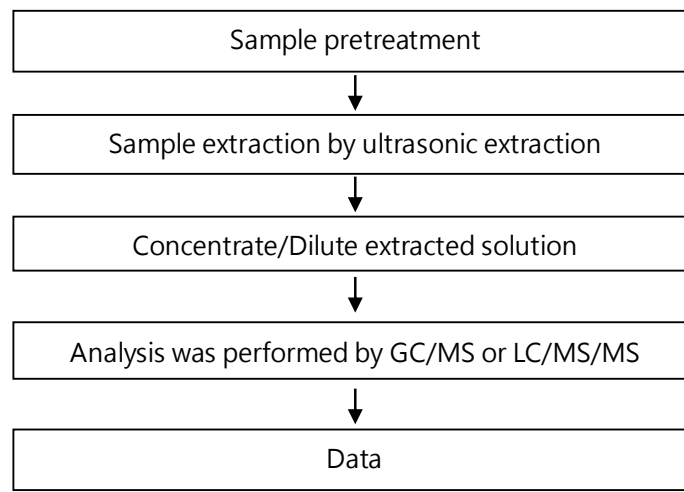 Sample pretreatment
Sample extraction by ultrasonic extraction
Concentrate/Dilute extracted solution
Analysis was performed by GC/MS or LC/MS/MS
Data